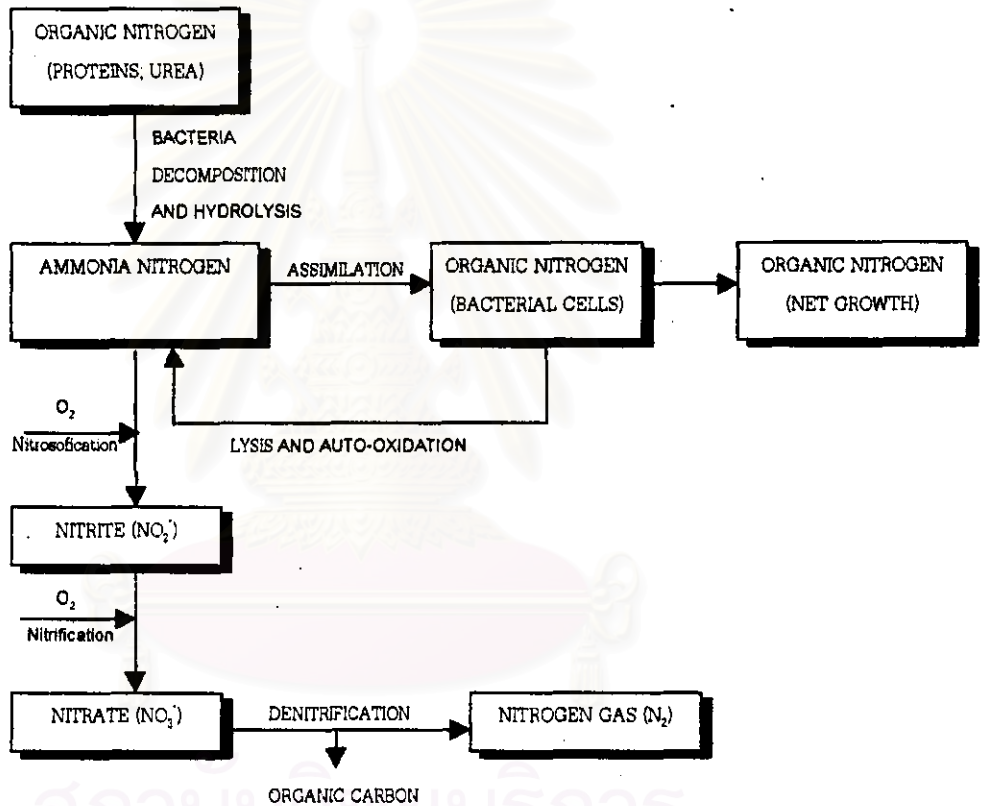 ORGANIC NITROGEN
(PROTEINS; UREA)
BACTERIA
DECOMPOSITION
AND HYDROLYSIS
AMMONIA NITROGEN
ASSIMILATION
ORGANIC NITROGEN
(BACTERIAL CELLS)
ORGANIC NITROGEN
(NET GROWTH)
O₂
Nitrosofication
LYSIS AND AUTO-OXIDATION
NITRITE (NO₂⁻)
O₂
Nitrification
NITRATE (NO₃⁻)
DENITRIFICATION
NITROGEN GAS (N₂)
ORGANIC CARBON